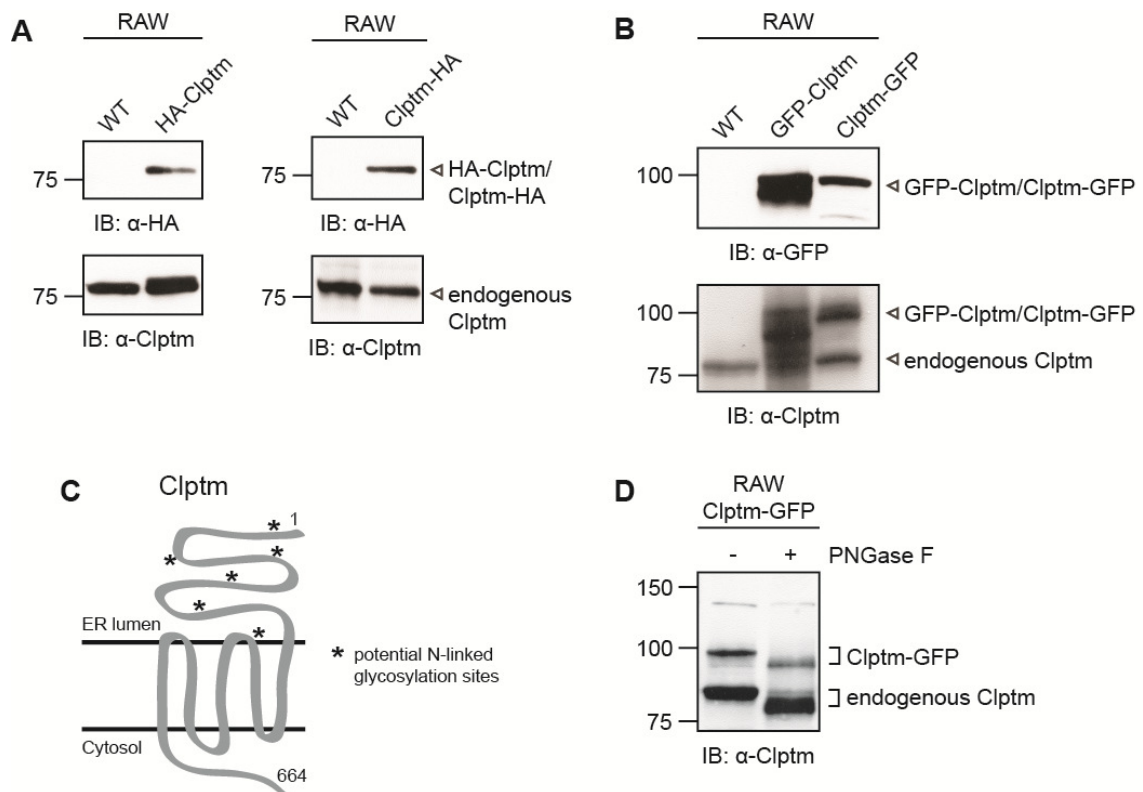 A
RAW
WT
HA-Clptm
75
IB: α-HA
75
IB: α-Clptm
RAW
WT
Clptm-HA
75
HA-Clptm/
Clptm-HA
IB: α-HA
75
endogenous
Clptm
IB: α-Clptm
B
RAW
WT
GFP-Clptm
Clptm-GFP
100
GFP-Clptm/Clptm-GFP
IB: α-GFP
100
GFP-Clptm/Clptm-GFP
75
endogenous Clptm
IB: α-Clptm
C
Clptm
* 1
*
*
*
*
ER lumen
*
* potential N-linked
glycosylation sites
Cytosol
664
D
RAW
Clptm-GFP
- + PNGase F
150
100
Clptm-GFP
endogenous Clptm
75
IB: α-Clptm